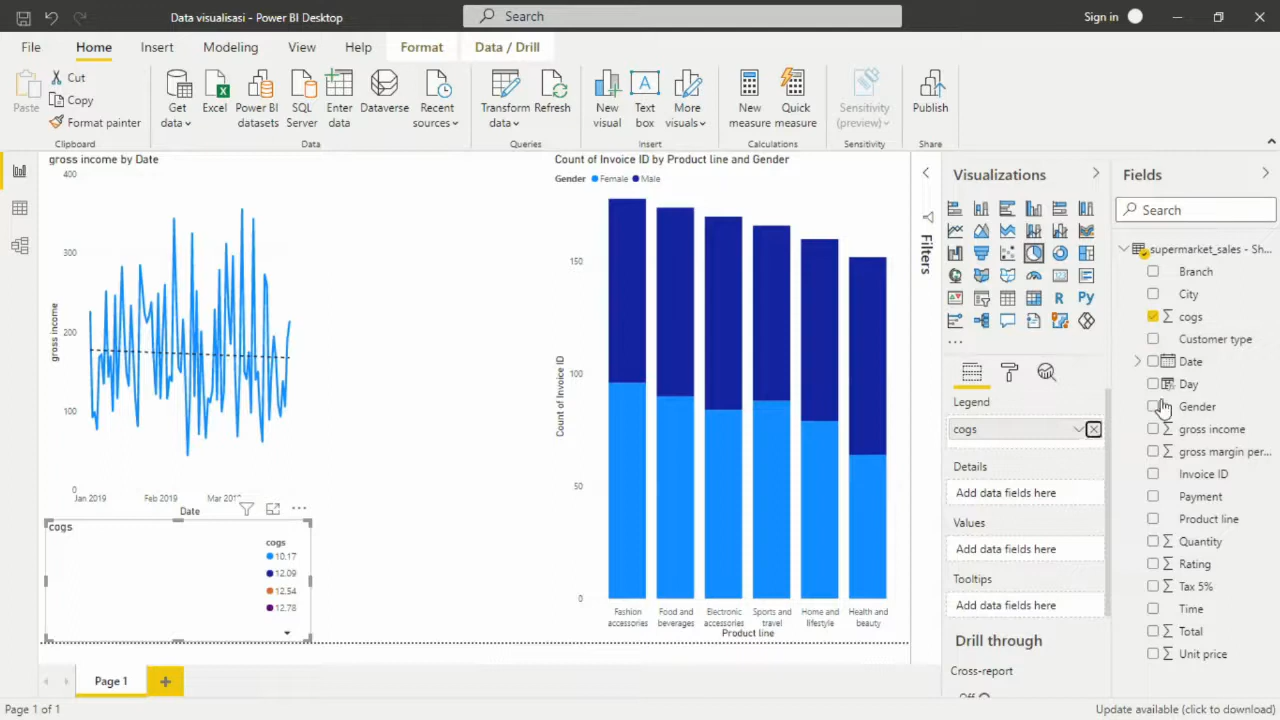 Data visualisasi - Power BI Desktop
Search
Sign in
File
Home
Insert
Modeling
View
Help
Format
Data / Drill
Paste
Cut
Copy
Format painter
Clipboard
Get data
Excel
Power BI datasets
SQL Server
Enter data
Dataverse
Recent sources
Data
Transform data
Refresh
Queries
New visual
Text box
More visuals
Insert
New measure
Quick measure
Calculations
Sensitivity (preview)
Sensitivity
Publish
Share
gross income by Date
400
300
200
100
0
gross income
Jan 2019
Feb 2019
Mar 201
Date
cogs
cogs
10.17
12.09
12.54
12.78
Count of Invoice ID by Product line and Gender
Gender Female Male
150
100
50
0
Count of Invoice ID
Fashion accessories
Food and beverages
Electronic accessories
Sports and travel
Home and lifestyle
Health and beauty
Product line
Filters
Visualizations
R
Py
Legend
cogs
Details
Add data fields here
Values
Add data fields here
Tooltips
Add data fields here
Drill through
Cross-report
Off
Fields
Search
supermarket_sales - Sh...
Branch
City
Σ cogs
Customer type
Date
Day
Gender
Σ gross income
Σ gross margin per...
Invoice ID
Payment
Product line
Σ Quantity
Σ Rating
Σ Tax 5%
Time
Σ Total
Σ Unit price
Page 1
Page 1 of 1
Update available (click to download)